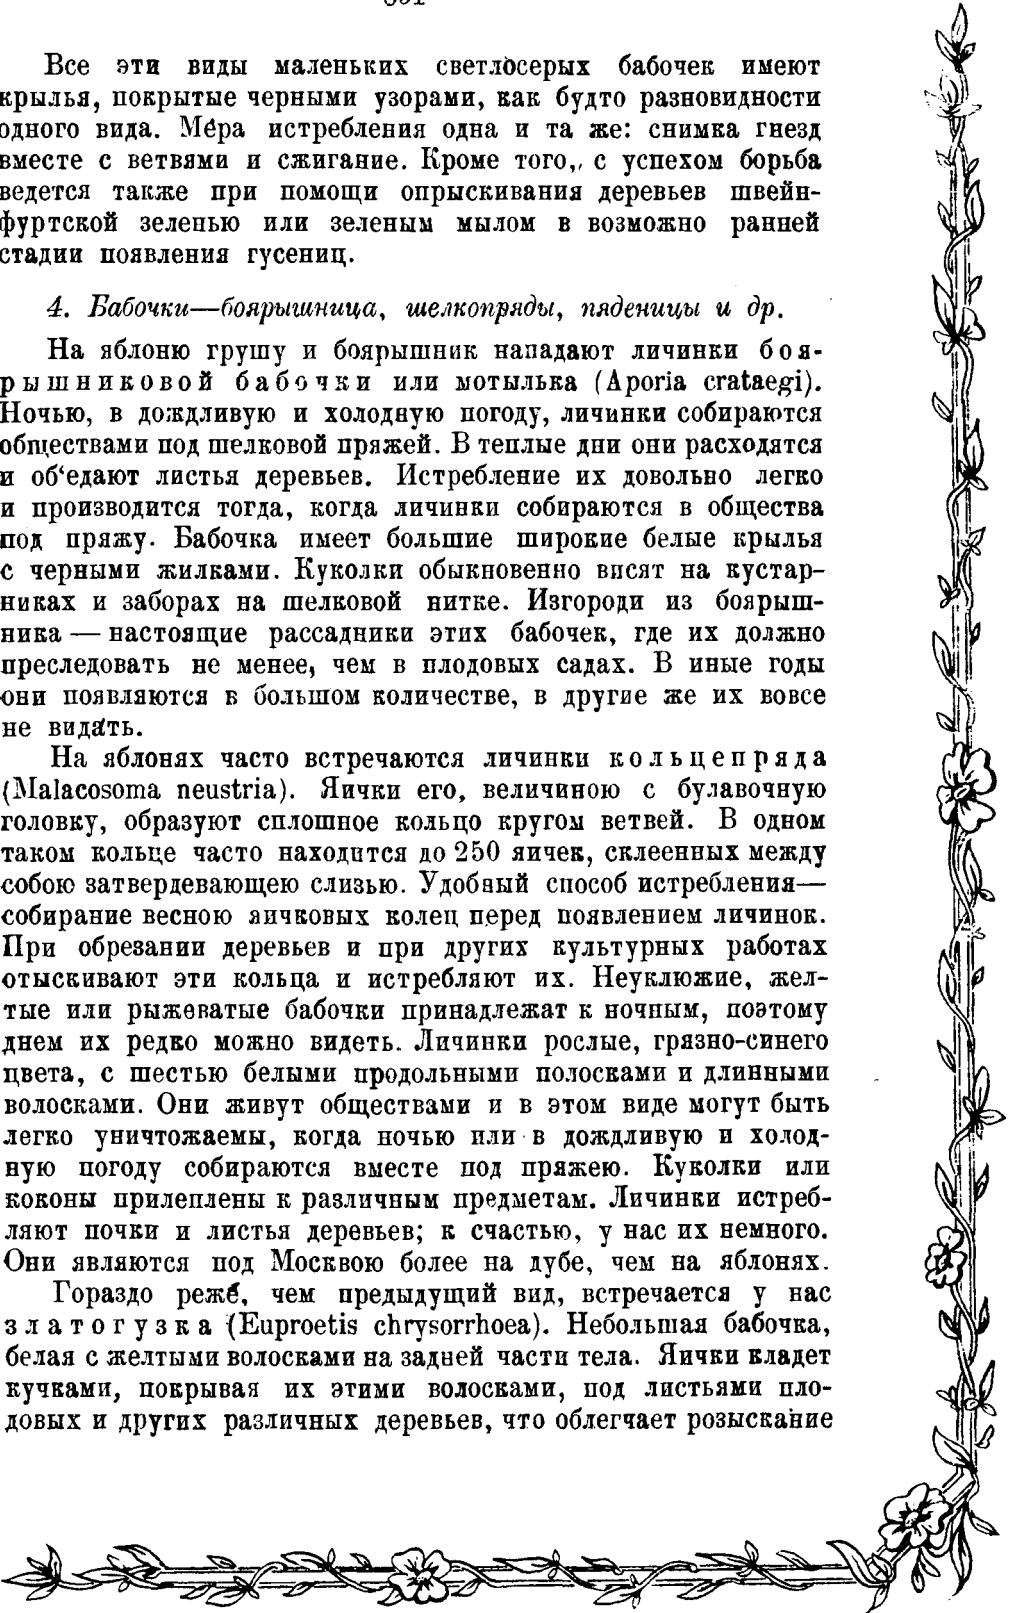 Все эти виды маленьких светлосерых бабочек имеют
крылья, покрытые черными узорами, как будто разновидности
одного вида. Мера истребления одна и та же: снимка гнезд
вместе с ветвями и сжигание. Кроме того,, с успехом борьба
ведется также при помощи опрыскивания деревьев швейн-
фуртской зеленью или зеленым мылом в возможно ранней
стадии появления гусениц.
4. Бабочки—боярышница, шелкопряды, пяденицы и др.
На яблоню грушу и боярышник нападают личинки боя-
рышниковой бабочки или мотылька (Aporia crataegi).
Ночью, в дождливую и холодную погоду, личинки собираются
обществами под шелковой пряжей. В теплые дни они расходятся
и об‘едают листья деревьев. Истребление их довольно легко
и производится тогда, когда личинки собираются в общества
под пряжу. Бабочка имеет большие широкие белые крылья
с черными жилками. Куколки обыкновенно висят на кустар-
никах и заборах на шелковой нитке. Изгороди из боярыш-
ника — настоящие рассадники этих бабочек, где их должно
преследовать не менее, чем в плодовых садах. В иные годы
они появляются в большом количестве, в другие же их вовсе
не видать.
На яблонях часто встречаются личинки кольцепряда
(Malacosoma neustria). Яички его, величиною с булавочную
головку, образуют сплошное кольцо кругом ветвей. В одном
таком кольце часто находится до 250 яичек, склеенных между
собою затвердевающею слизью. Удобный способ истребления—
собирание весною яичковых колец перед появлением личинок.
При обрезании деревьев и при других культурных работах
отыскивают эти кольца и истребляют их. Неуклюжие, жел-
тые или рыжеватые бабочки принадлежат к ночным, поэтому
днем их редко можно видеть. Личинки рослые, грязно-синего
цвета, с шестью белыми продольными полосками и длинными
волосками. Они живут обществами и в этом виде могут быть
легко уничтожаемы, когда ночью или в дождливую и холод-
ную погоду собираются вместе под пряжею. Куколки или
коконы прилеплены к различным предметам. Личинки истреб-
ляют почки и листья деревьев; к счастью, у нас их немного.
Они являются под Москвою более на дубе, чем на яблонях.
Гораздо реже, чем предыдущий вид, встречается у нас
златогузка (Euproetis chrysorrhoea). Небольшая бабочка,
белая с желтыми волосками на задней части тела. Яички кладет
кучками, покрывая их этими волосками, под листьями пло-
довых и других различных деревьев, что облегчает розыскание